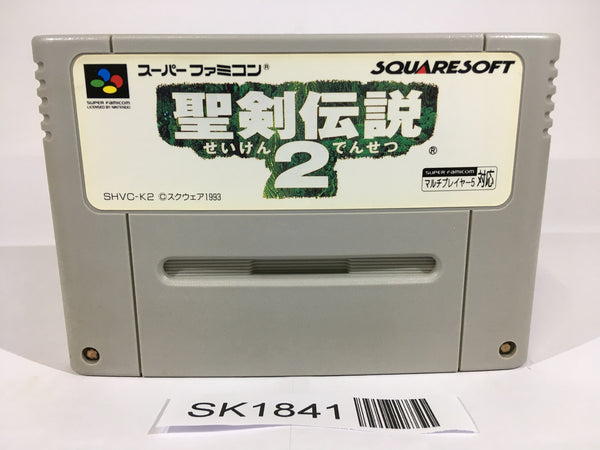 スーパーファミコン®
SQUARESOFT
SUPER FAMICOM
LICENSED BY NINTENDO
聖剣伝説
せいけん でんせつ
2 ®
SUPER FAMICOM
マルチプレイヤー5 対応
SHVC-K2 ©スクウェア1993
SK1841